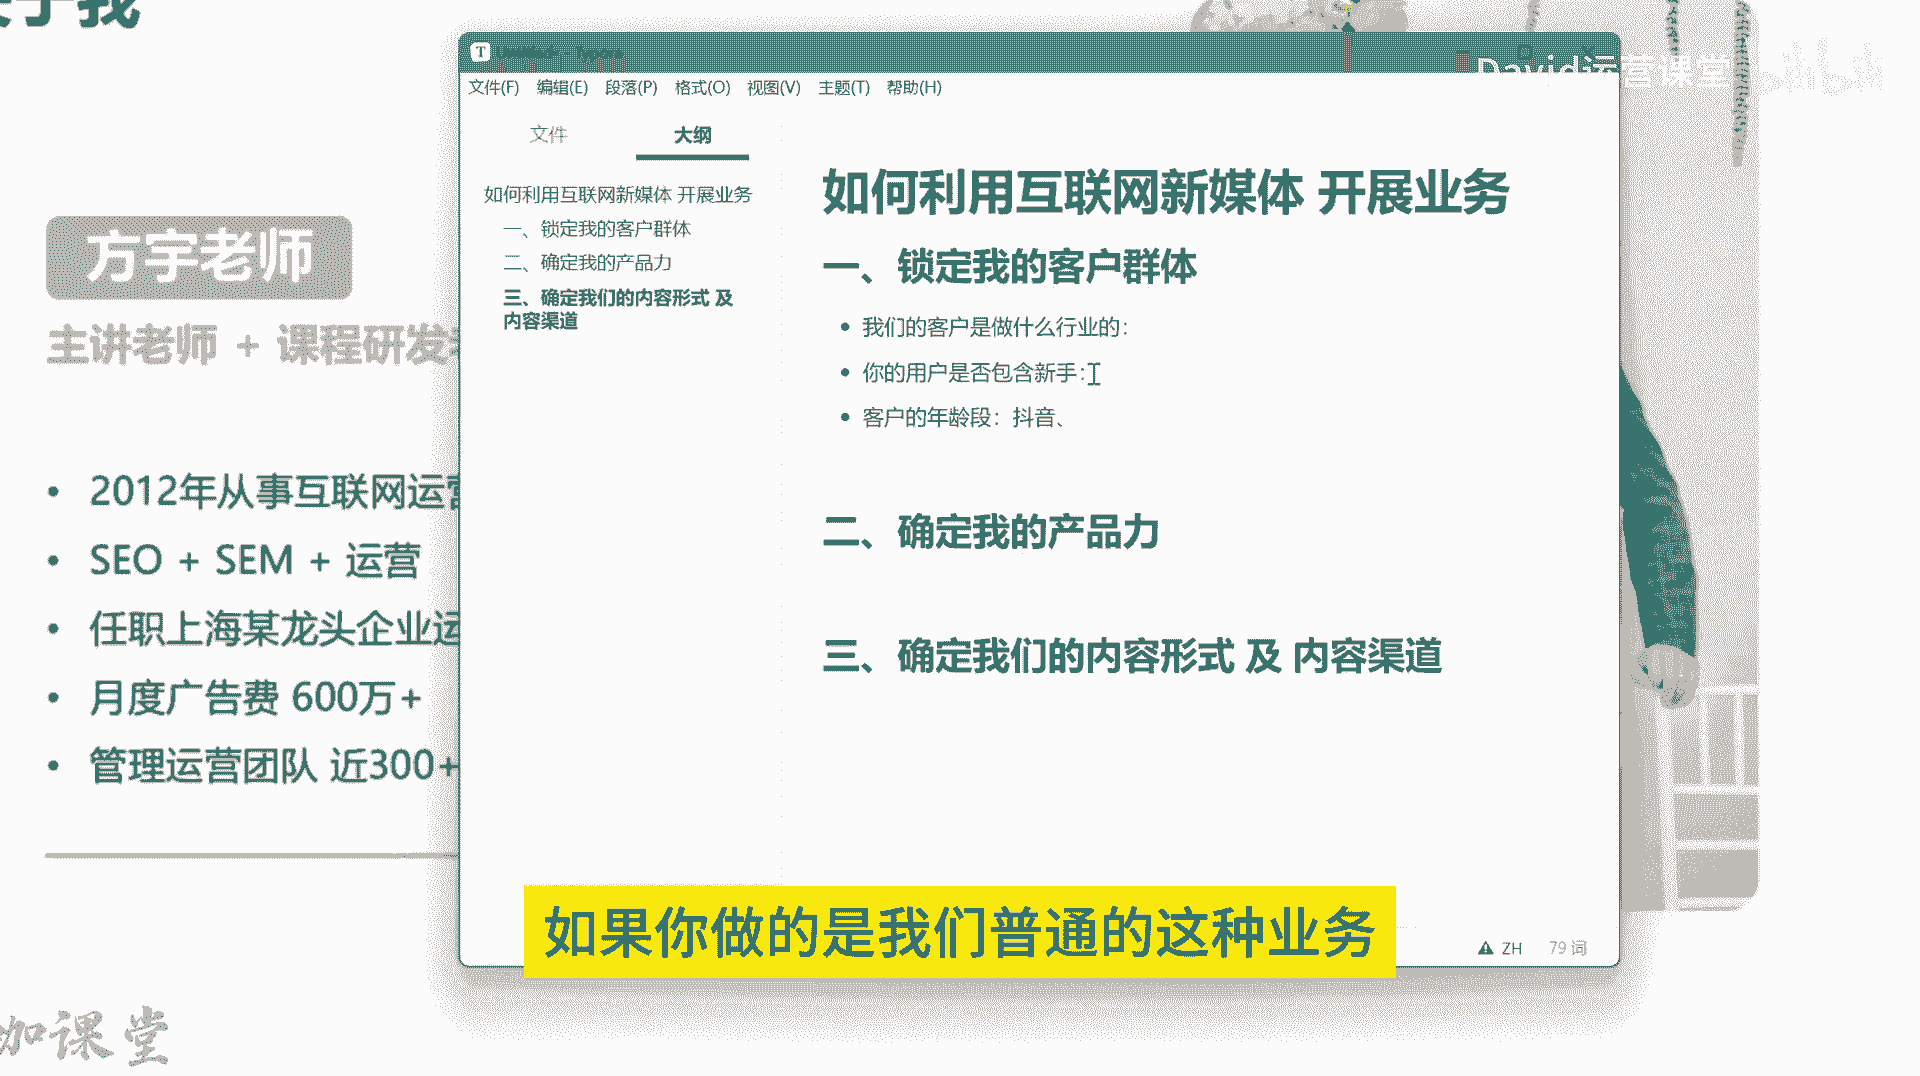 于我
方宇老师
主讲老师 + 课程研发
2012年从事互联网运营
SEO + SEM + 运营
任职上海某龙头企业运
月度广告费 600万+
管理运营团队 近300+
咖课堂
David运营课堂
文件(F) 编辑(E) 段落(P) 格式(O) 视图(V) 主题(T) 帮助(H)
文件 大纲
如何利用互联网新媒体 开展业务
一、锁定我的客户群体
二、确定我的产品力
三、确定我们的内容形式 及
内容渠道
如何利用互联网新媒体 开展业务
一、锁定我的客户群体
我们的客户是做什么行业的：
你的用户是否包含新手：
客户的年龄段：抖音、
二、确定我的产品力
三、确定我们的内容形式 及 内容渠道
ZH 79 词
如果你做的是我们普通的这种业务